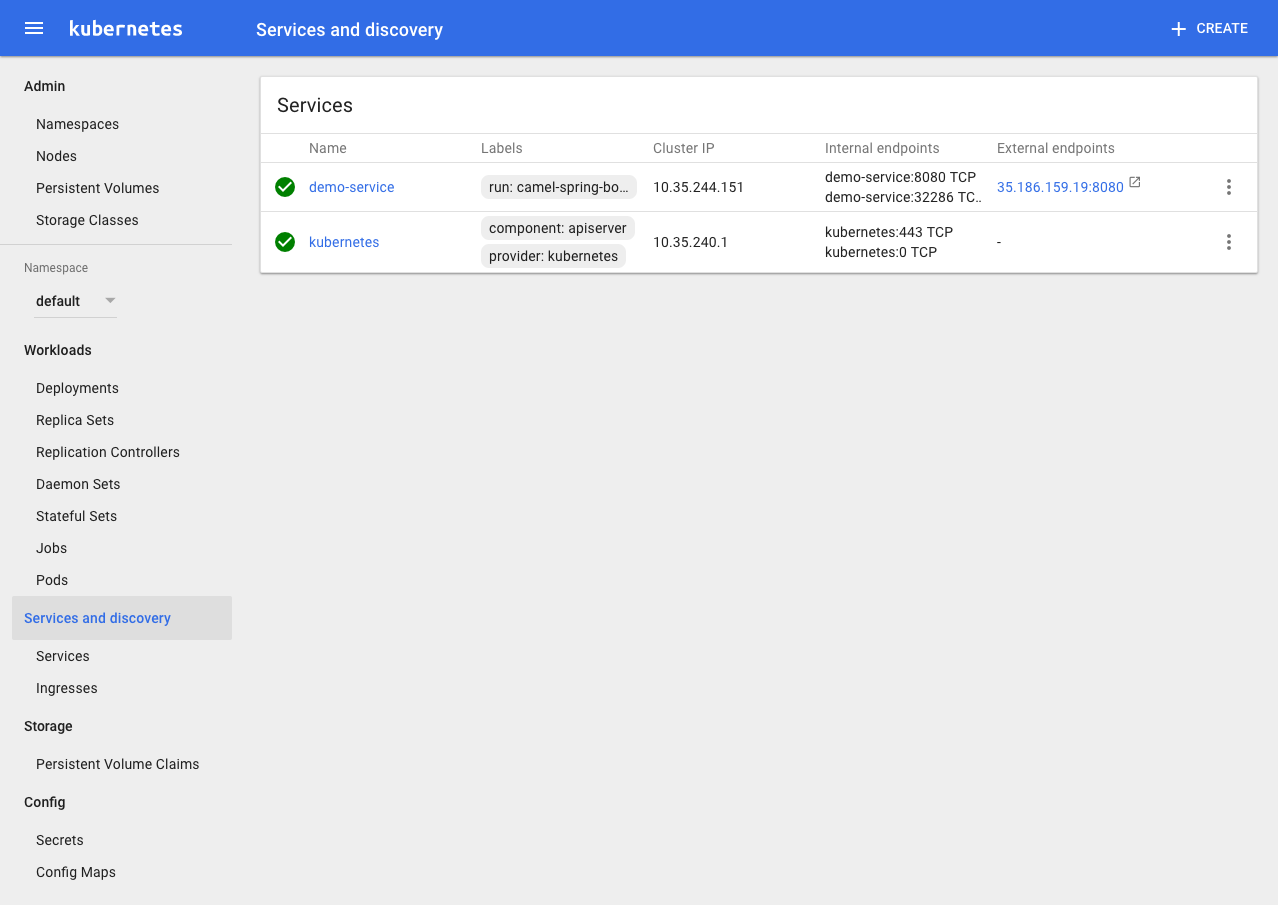 kubernetes
Services and discovery
CREATE
Admin
Namespaces
Nodes
Persistent Volumes
Storage Classes
Namespace
default
Workloads
Deployments
Replica Sets
Replication Controllers
Daemon Sets
Stateful Sets
Jobs
Pods
Services and discovery
Services
Ingresses
Storage
Persistent Volume Claims
Config
Secrets
Config Maps
Services
Name Labels Cluster IP Internal endpoints External endpoints
demo-service run: camel-spring-bo... 10.35.244.151 demo-service:8080 TCP 35.186.159.19:8080
demo-service:32286 TC..
kubernetes component: apiserver 10.35.240.1 kubernetes:443 TCP -
provider: kubernetes kubernetes:0 TCP